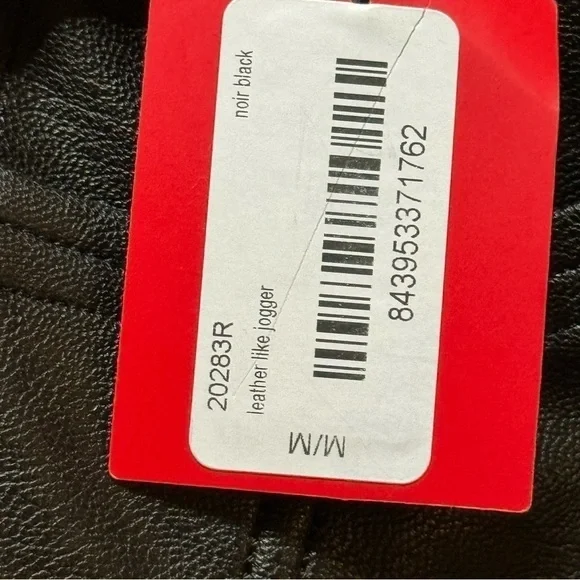 20283R
leather like jogger
noir black
843953371762
M/M